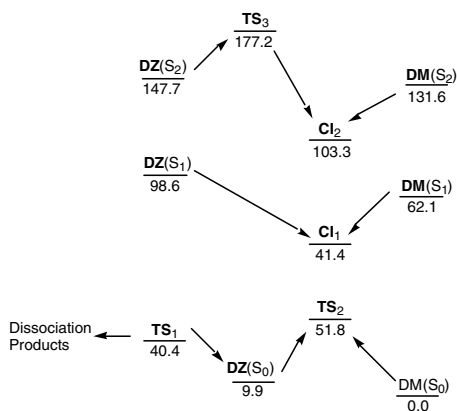 TS₃
177.2
DZ(S₂)
147.7
DM(S₂)
131.6
CI₂
103.3
DZ(S₁)
98.6
DM(S₁)
62.1
CI₁
41.4
TS₂
51.8
Dissociation
Products
TS₁
40.4
DZ(S₀)
9.9
DM(S₀)
0.0